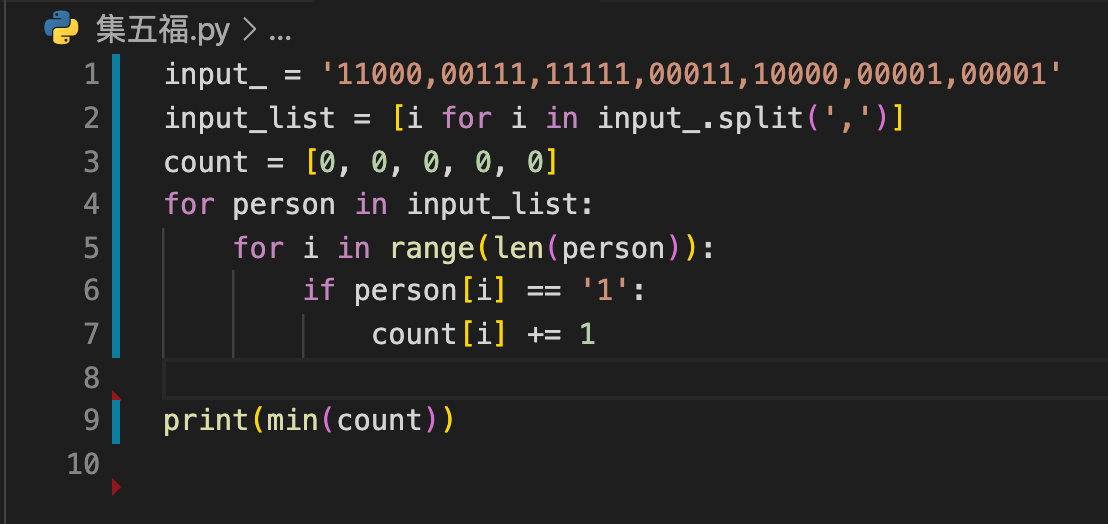 集五福.py > ...
1 input_ = '11000,00111,11111,00011,10000,00001,00001'
2 input_list = [i for i in input_.split(',')]
3 count = [0, 0, 0, 0, 0]
4 for person in input_list:
5     for i in range(len(person)):
6         if person[i] == '1':
7             count[i] += 1
8
9 print(min(count))
10